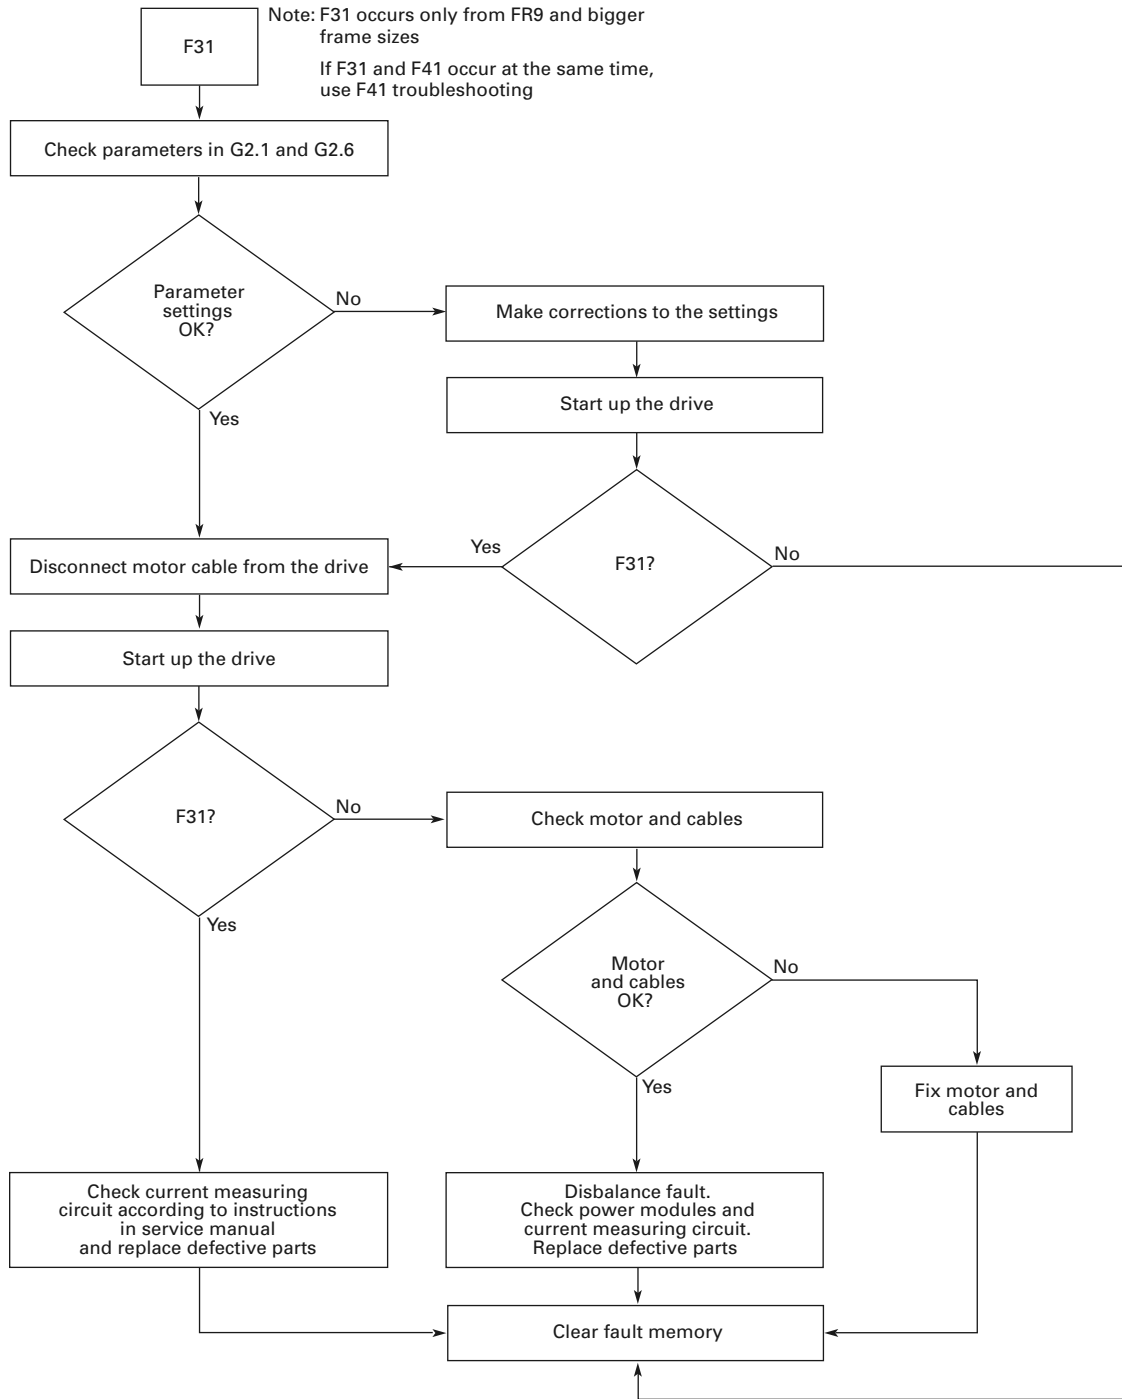 F31
Note: F31 occurs only from FR9 and bigger
frame sizes
If F31 and F41 occur at the same time,
use F41 troubleshooting
Check parameters in G2.1 and G2.6
Parameter
settings
OK?
No
Make corrections to the settings
Start up the drive
Yes
Disconnect motor cable from the drive
Yes
F31?
No
Start up the drive
F31?
No
Check motor and cables
Yes
Motor
and cables
OK?
No
Yes
Fix motor and
cables
Check current measuring
circuit according to instructions
in service manual
and replace defective parts
Disbalance fault.
Check power modules and
current measuring circuit.
Replace defective parts
Clear fault memory